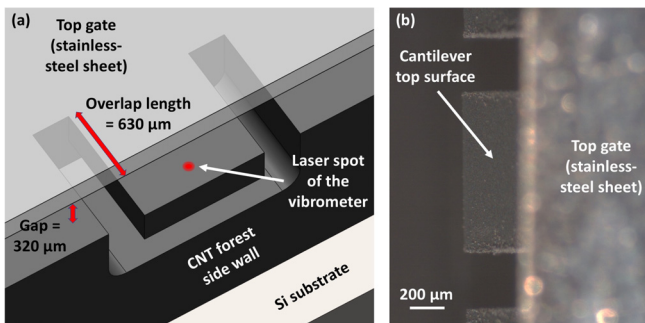 (a)
Top gate
(stainless-
steel sheet)
Overlap length
= 630 μm
Laser spot
of the
vibrometer
Gap =
320 μm
CNT forest
side wall
Si substrate
(b)
Cantilever
top surface
Top gate
(stainless-
steel sheet)
200 μm